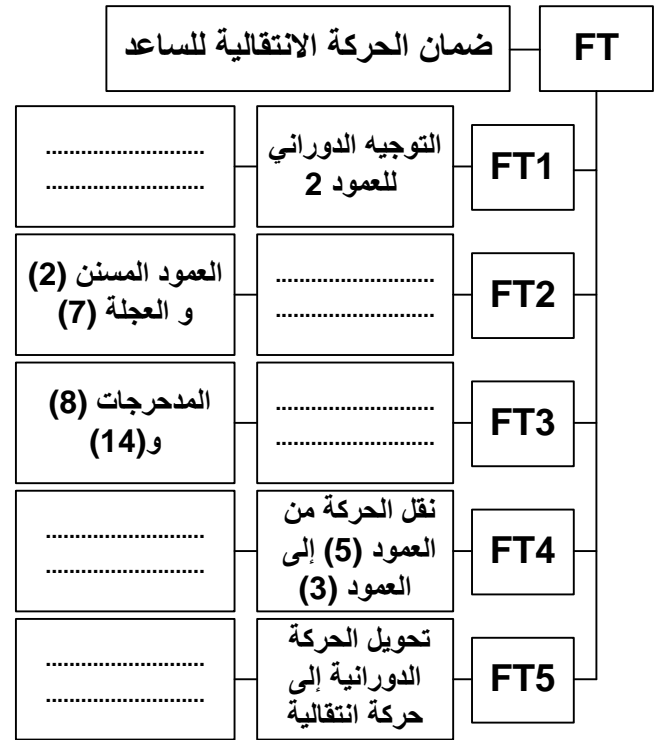 FT
ضمان الحركة الانتقالية للساعد
FT1
التوجيه الدوراني
للعمود 2
...........................
...........................
FT2
...........................
...........................
العمود المسنن (2)
و العجلة (7)
FT3
...........................
...........................
المدحرجات (8)
و(14)
FT4
نقل الحركة من
العمود (5) إلى
العمود (3)
...........................
...........................
FT5
تحويل الحركة
الدورانية إلى
حركة انتقالية
...........................
...........................